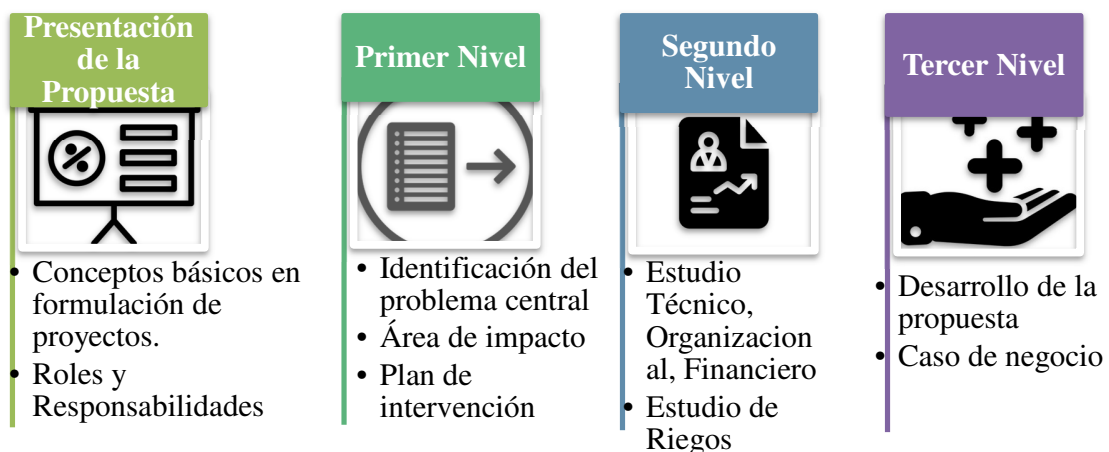 Presentación
de la
Propuesta
• Conceptos básicos en
formulación de
proyectos.
• Roles y
Responsabilidades
Primer Nivel
• Identificación del
problema central
• Área de impacto
• Plan de
intervención
Segundo
Nivel
• Estudio
Técnico,
Organizacion
al, Financiero
• Estudio de
Riegos
Tercer Nivel
• Desarrollo de la
propuesta
• Caso de negocio